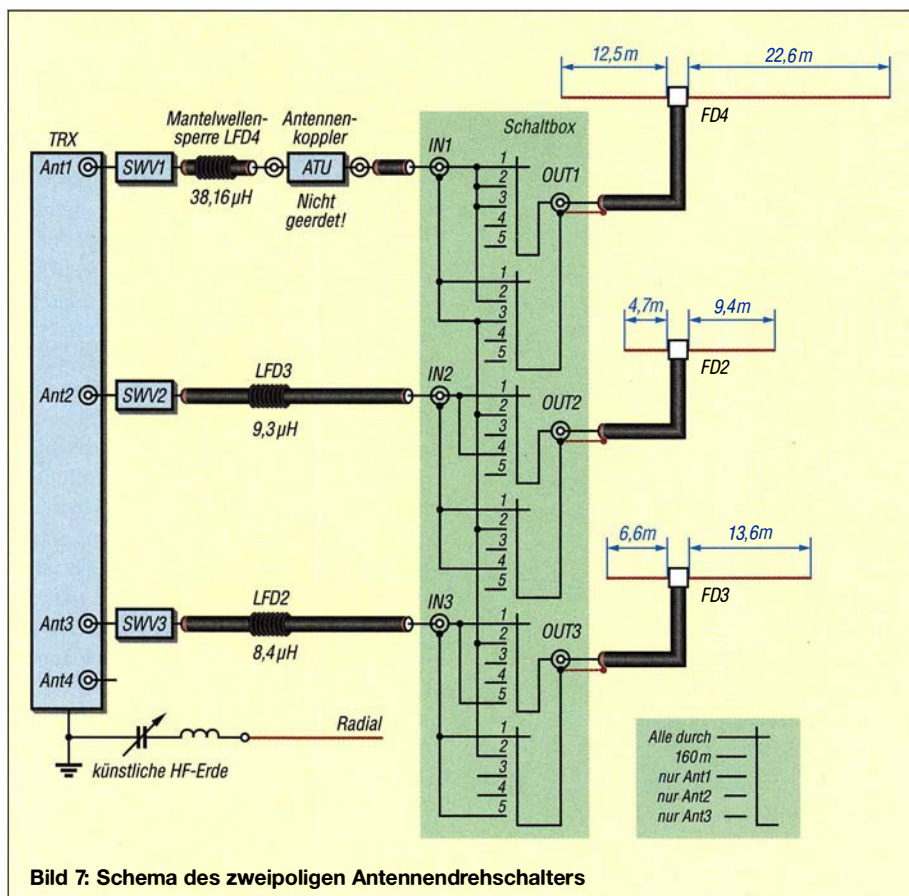 12,5 m
22,6 m
FD4
Mantelwellen-
sperre LFD4
Antennen-
koppler
Schaltbox
TRX
IN1
Ant1
SWV1
ATU
38,16 µH
Nicht
geerdet!
1
2
3
4
5
OUT1
1
2
3
4
5
4,7m
9,4 m
FD2
LFD3
IN2
Ant2
SWV2
9,3 µH
1
2
3
4
5
OUT2
1
2
3
4
5
6,6m
13,6m
FD3
LFD2
IN3
Ant3
SWV3
8,4 µH
1
2
3
4
5
OUT3
Ant4
1
2
3
4
5
Radial
künstliche HF-Erde
Alle durch
160 m
nur Ant1
nur Ant2
nur Ant3
Bild 7: Schema des zweipoligen Antennendrehschalters